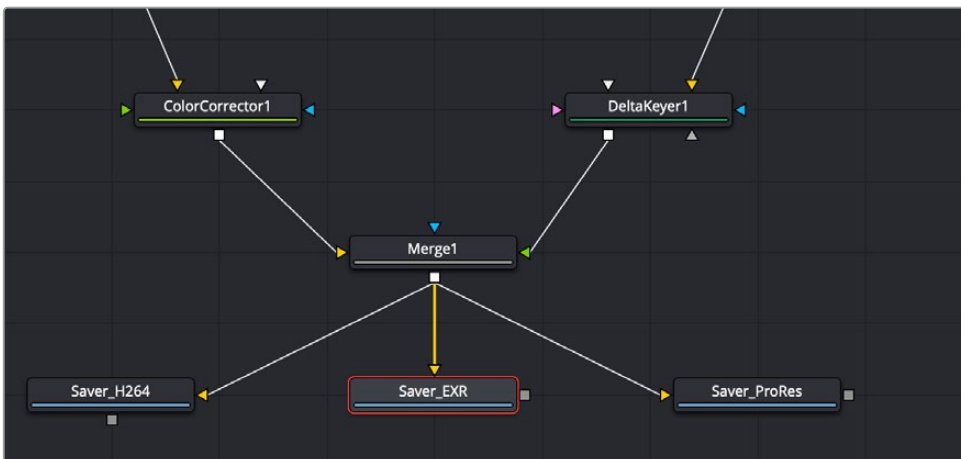 ColorCorrector1
DeltaKeyer1
Merge1
Saver_H264
Saver_EXR
Saver_ProRes